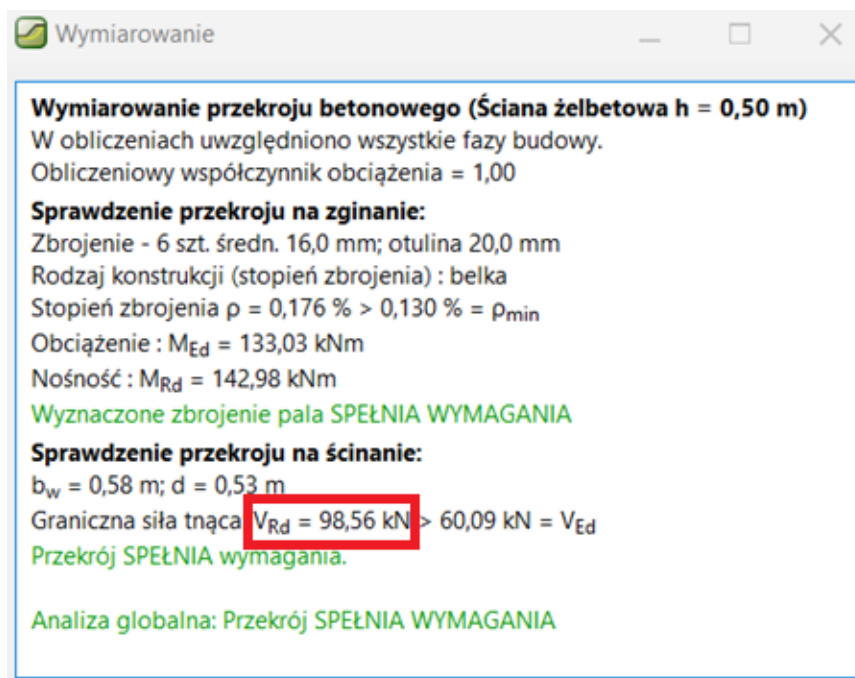 Wymiarowanie
Wymiarowanie przekroju betonowego (Ściana żelbetowa h = 0,50 m)
W obliczeniach uwzględniono wszystkie fazy budowy.
Obliczeniowy współczynnik obciążenia = 1,00
Sprawdzenie przekroju na zginanie:
Zbrojenie - 6 szt. średn. 16,0 mm; otulina 20,0 mm
Rodzaj konstrukcji (stopień zbrojenia) : belka
Stopień zbrojenia ρ = 0,176 % > 0,130 % = ρmin
Obciążenie : MEd = 133,03 kNm
Nośność : MRd = 142,98 kNm
Wyznaczone zbrojenie pala SPEŁNIA WYMAGANIA
Sprawdzenie przekroju na ścinanie:
bw = 0,58 m; d = 0,53 m
Graniczna siła tnąca VRd = 98,56 kN > 60,09 kN = VEd
Przekrój SPEŁNIA wymagania.
Analiza globalna: Przekrój SPEŁNIA WYMAGANIA